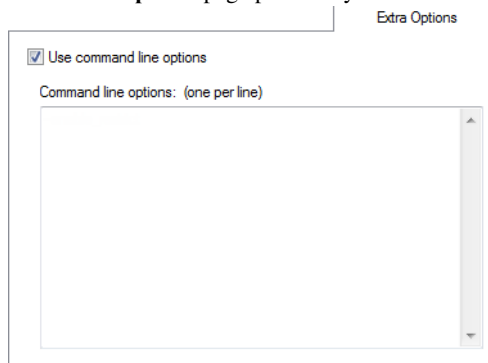 Extra Options
Use command line options
Command line options: (one per line)